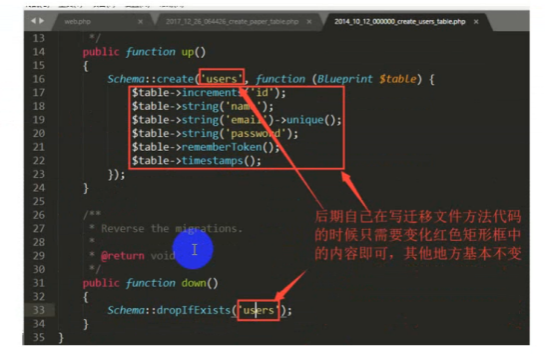 web.php × 2017_12_26_064426_create_paper_table.php × 2014_10_12_000000_create_users_table.php ×
13 */
14 public function up()
15 {
16 Schema::create('users', function (Blueprint $table) {
17 $table->increments('id');
18 $table->string('name');
19 $table->string('email')->unique();
20 $table->string('password');
21 $table->rememberToken();
22 $table->timestamps();
23 });
24 }
25
26 /**
27 * Reverse the migrations.
28 *
29 * @return void
30 */
31 public function down()
32 {
33 Schema::dropIfExists('users');
34 }
35 }
后期自己在写迁移文件方法代码
的时候只需要变化红色矩形框中
的内容即可，其他地方基本不变